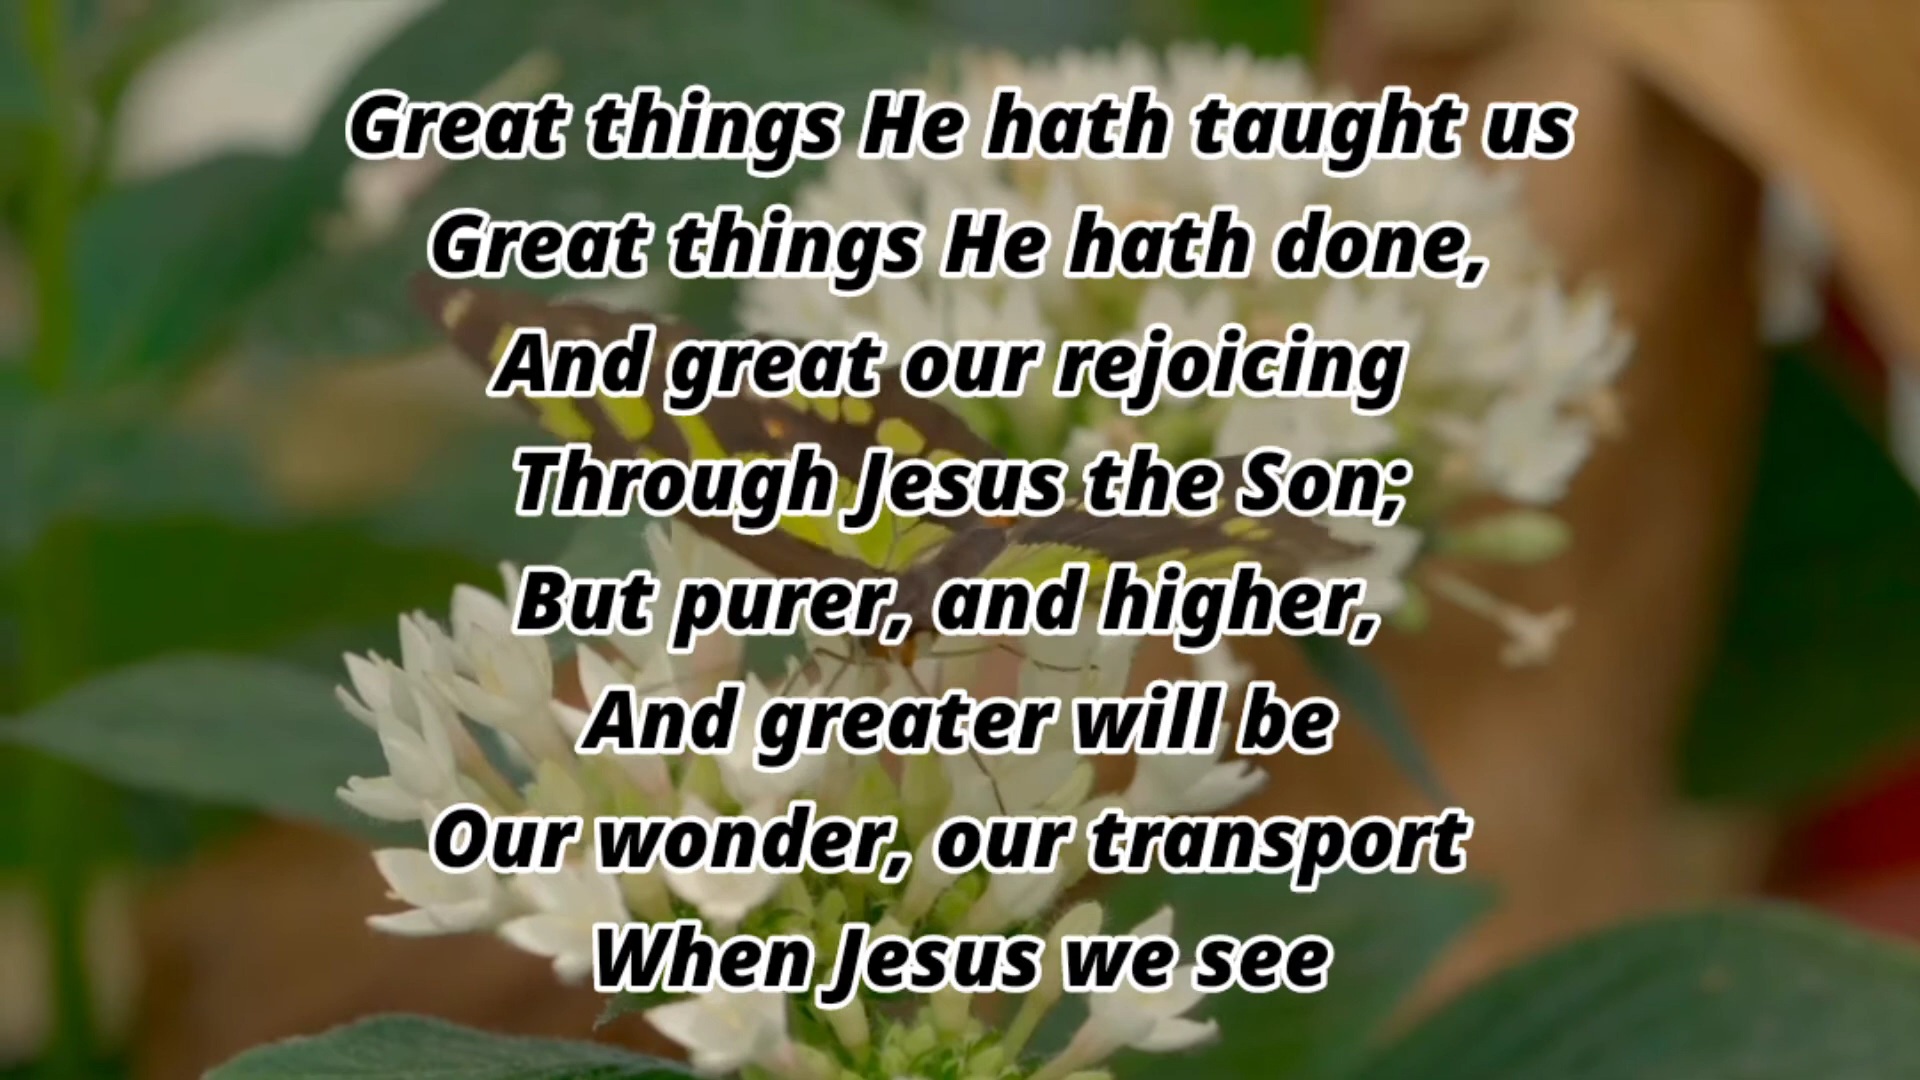 Great things He hath taught us
Great things He hath done,
And great our rejoicing
Through Jesus the Son;
But purer, and higher,
And greater will be
Our wonder, our transport
When Jesus we see